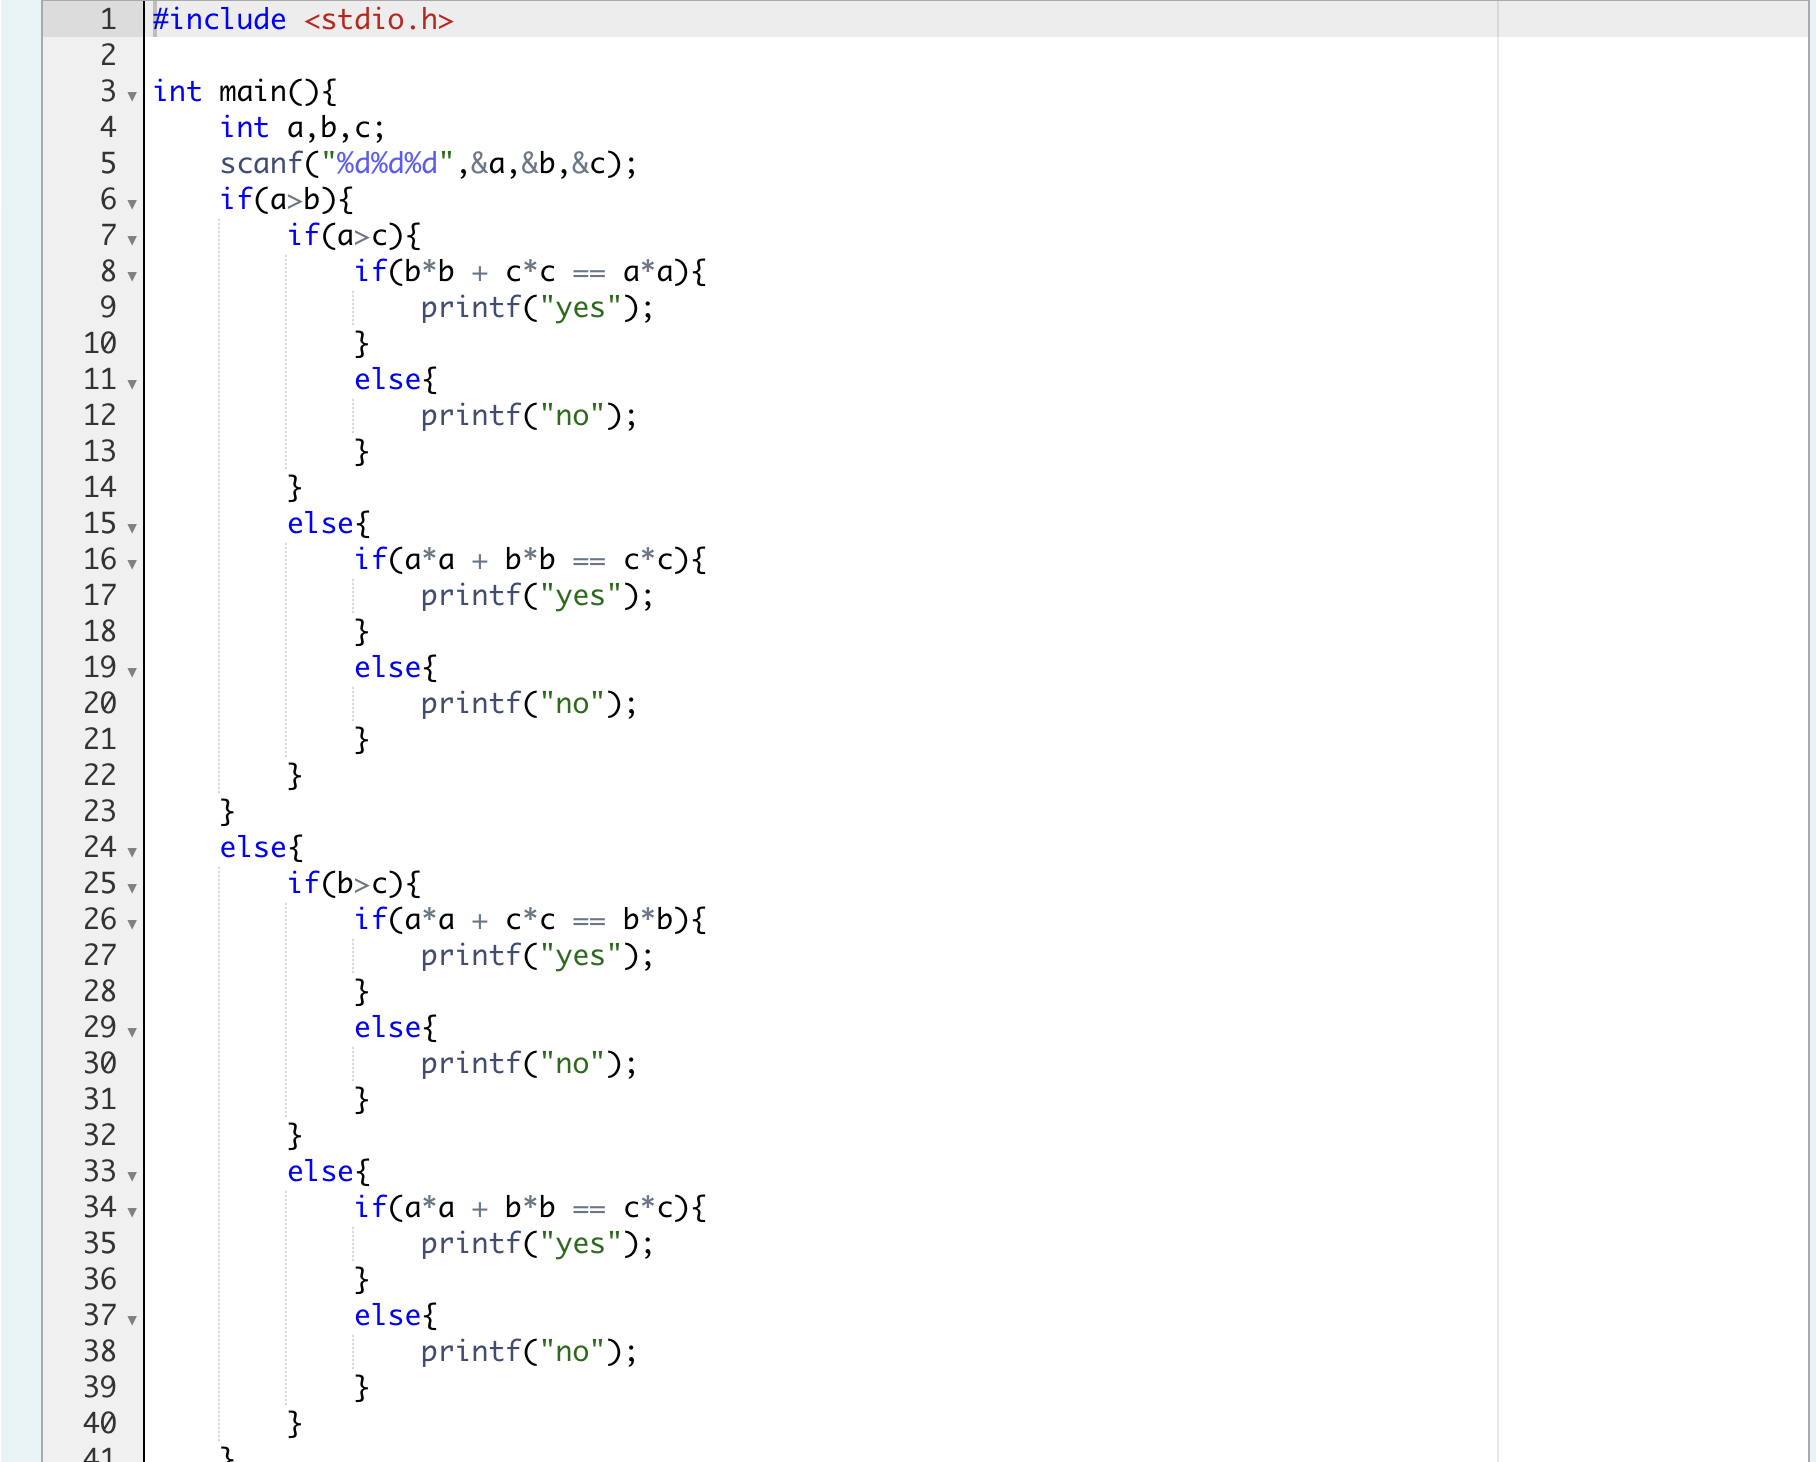 1 #include <stdio.h>
2
3 int main(){
4     int a,b,c;
5     scanf("%d%d%d",&a,&b,&c);
6     if(a>b){
7         if(a>c){
8             if(b*b + c*c == a*a){
9                 printf("yes");
10             }
11             else{
12                 printf("no");
13             }
14         }
15         else{
16             if(a*a + b*b == c*c){
17                 printf("yes");
18             }
19             else{
20                 printf("no");
21             }
22         }
23     }
24     else{
25         if(b>c){
26             if(a*a + c*c == b*b){
27                 printf("yes");
28             }
29             else{
30                 printf("no");
31             }
32         }
33         else{
34             if(a*a + b*b == c*c){
35                 printf("yes");
36             }
37             else{
38                 printf("no");
39             }
40         }
41     }